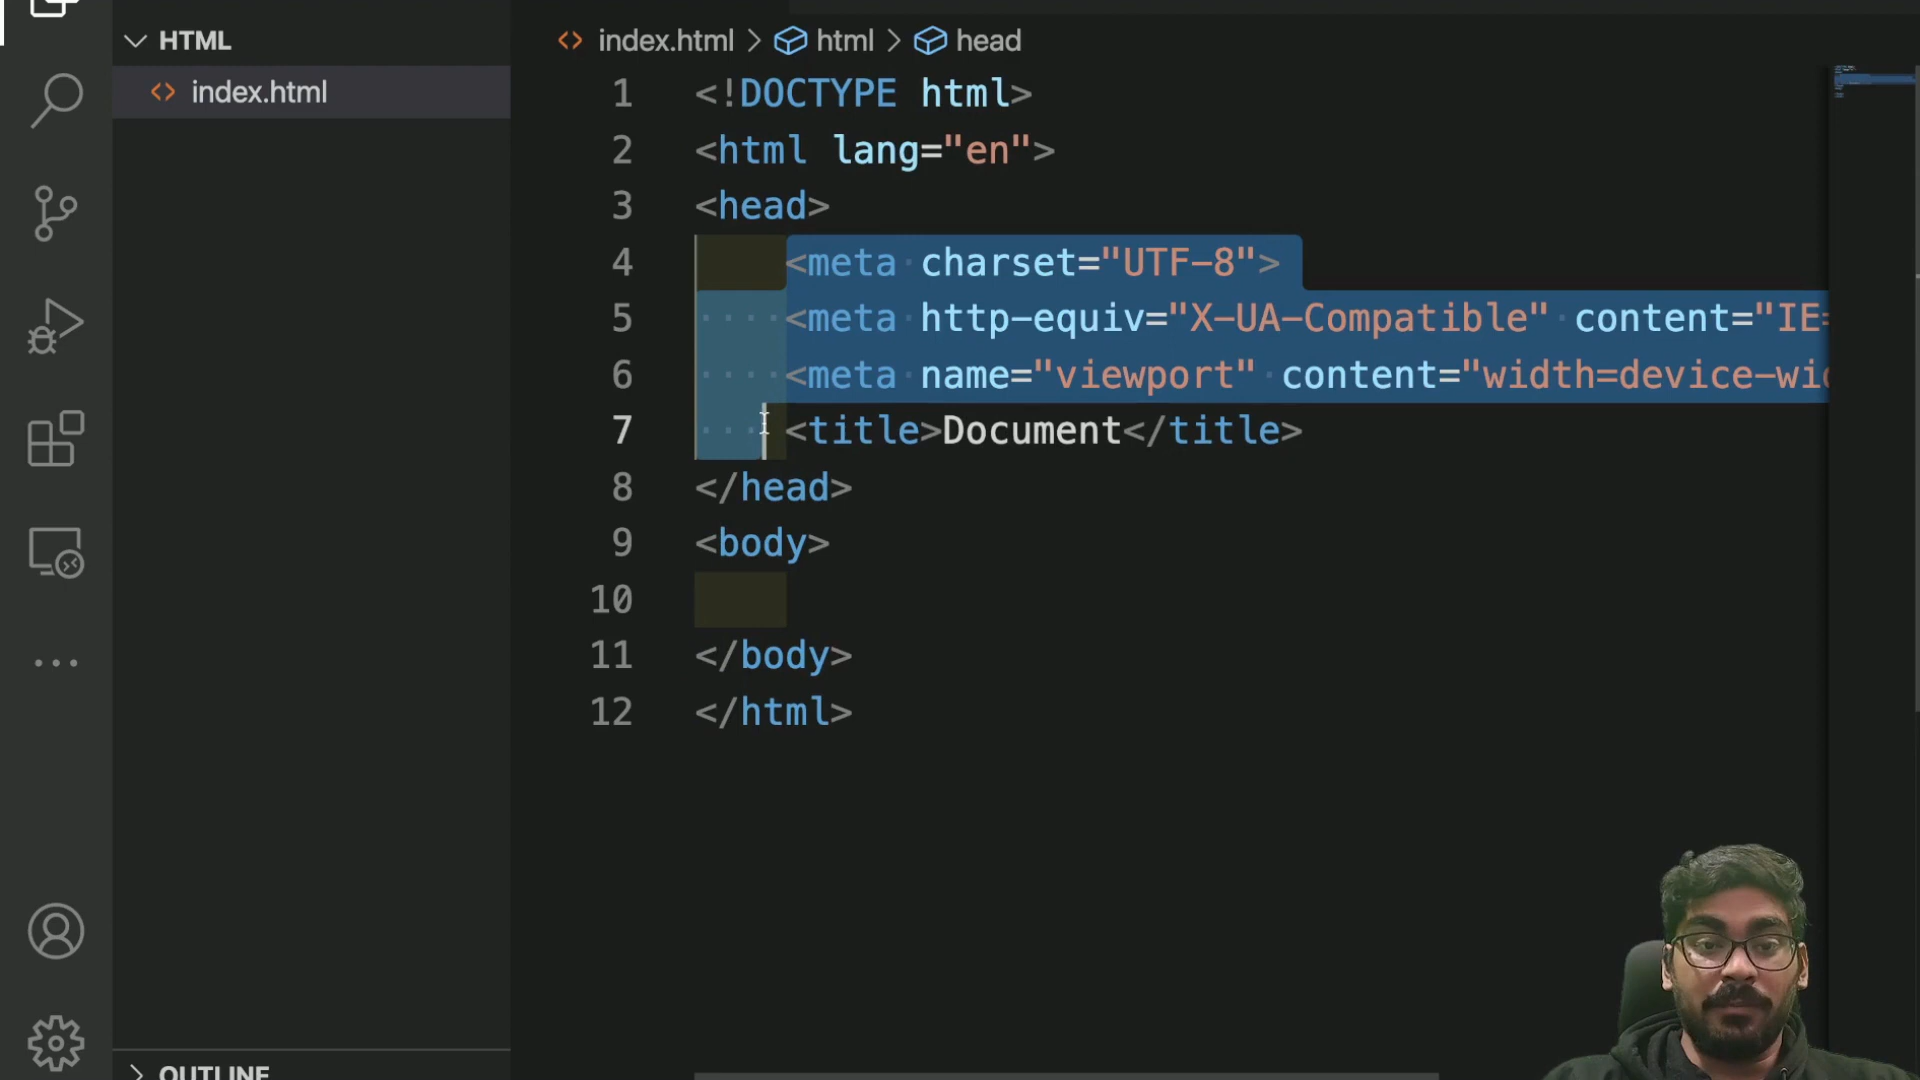 HTML
index.html
index.html > html > head
1 <!DOCTYPE html>
2 <html lang="en">
3 <head>
4 <meta charset="UTF-8">
5 <meta http-equiv="X-UA-Compatible" content="IE=
6 <meta name="viewport" content="width=device-wid
7 <title>Document</title>
8 </head>
9 <body>
10
11 </body>
12 </html>
OUTLINE